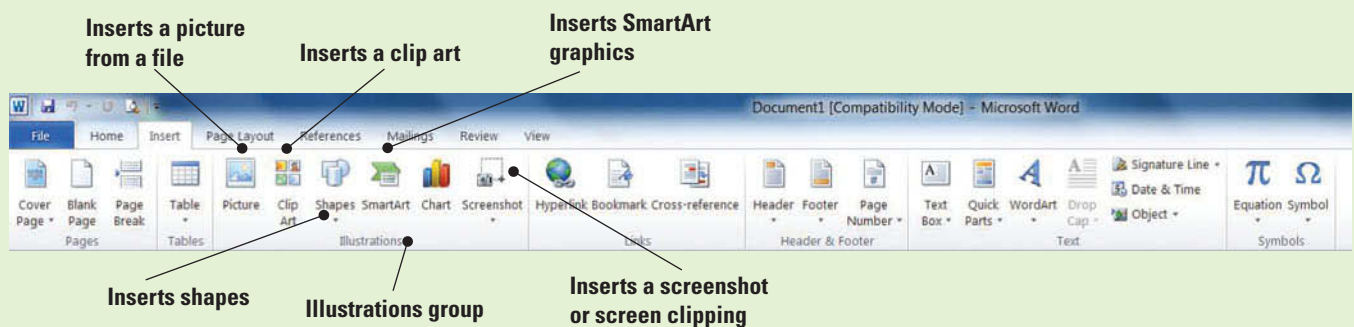 Inserts a picture
from a file
Inserts a clip art
Inserts SmartArt
graphics
W
Document1 [Compatibility Mode] - Microsoft Word
File Home Insert Page Layout References Mailings Review View
Cover Page Blank Page Page Break Table Picture Clip Art Shapes SmartArt Chart Screenshot Hyperlink Bookmark Cross-reference Header Footer Page Number Text Box Quick Parts WordArt Drop Cap Signature Line Date & Time Object Equation Symbol
Pages Tables Illustrations Links Header & Footer Text Symbols
Inserts shapes
Illustrations group
Inserts a screenshot
or screen clipping